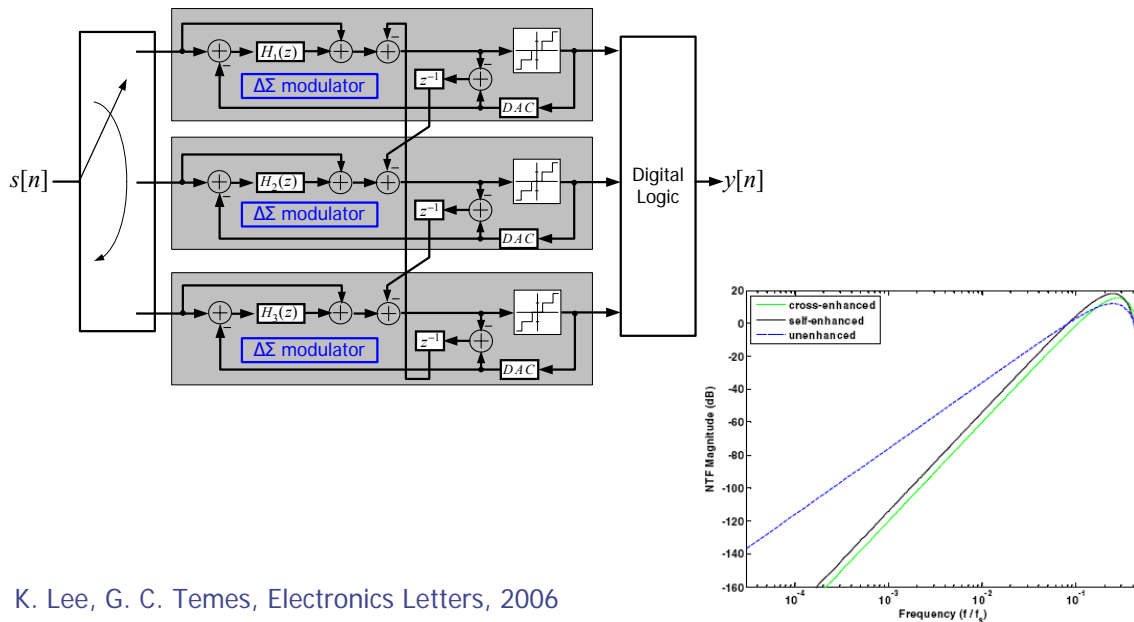 s[n]
H₁(z)
ΔΣ modulator
z⁻¹
DAC
H₂(z)
ΔΣ modulator
z⁻¹
DAC
H₃(z)
ΔΣ modulator
z⁻¹
DAC
Digital
Logic
y[n]
cross-enhanced
self-enhanced
unenhanced
NTF Magnitude (dB)
20
0
-20
-40
-60
-80
-100
-120
-140
-160
10⁻⁴
10⁻³
10⁻²
10⁻¹
Frequency (f / fₛ)
K. Lee, G. C. Temes, Electronics Letters, 2006